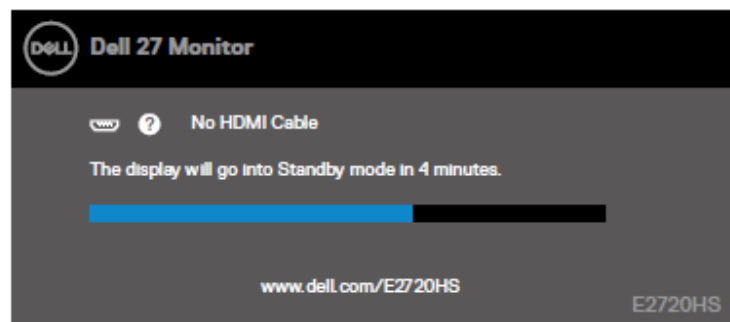 DELL Dell 27 Monitor
? No HDMI Cable
The display will go into Standby mode in 4 minutes.
www.dell.com/E2720HS
E2720HS